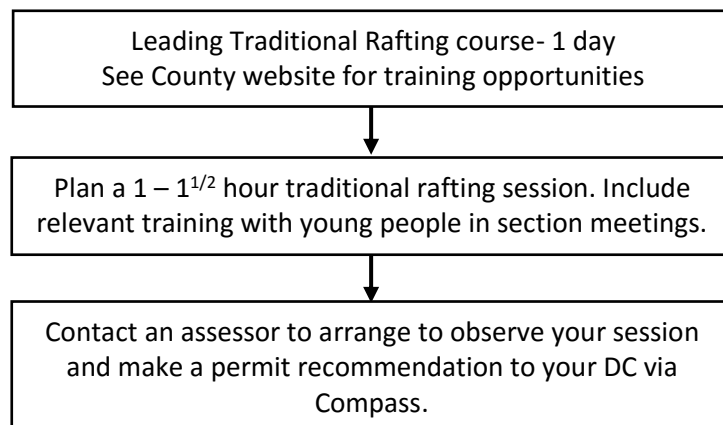 Leading Traditional Rafting course- 1 day
See County website for training opportunities
Plan a 1 – 1 1/2 hour traditional rafting session. Include
relevant training with young people in section meetings.
Contact an assessor to arrange to observe your session
and make a permit recommendation to your DC via
Compass.